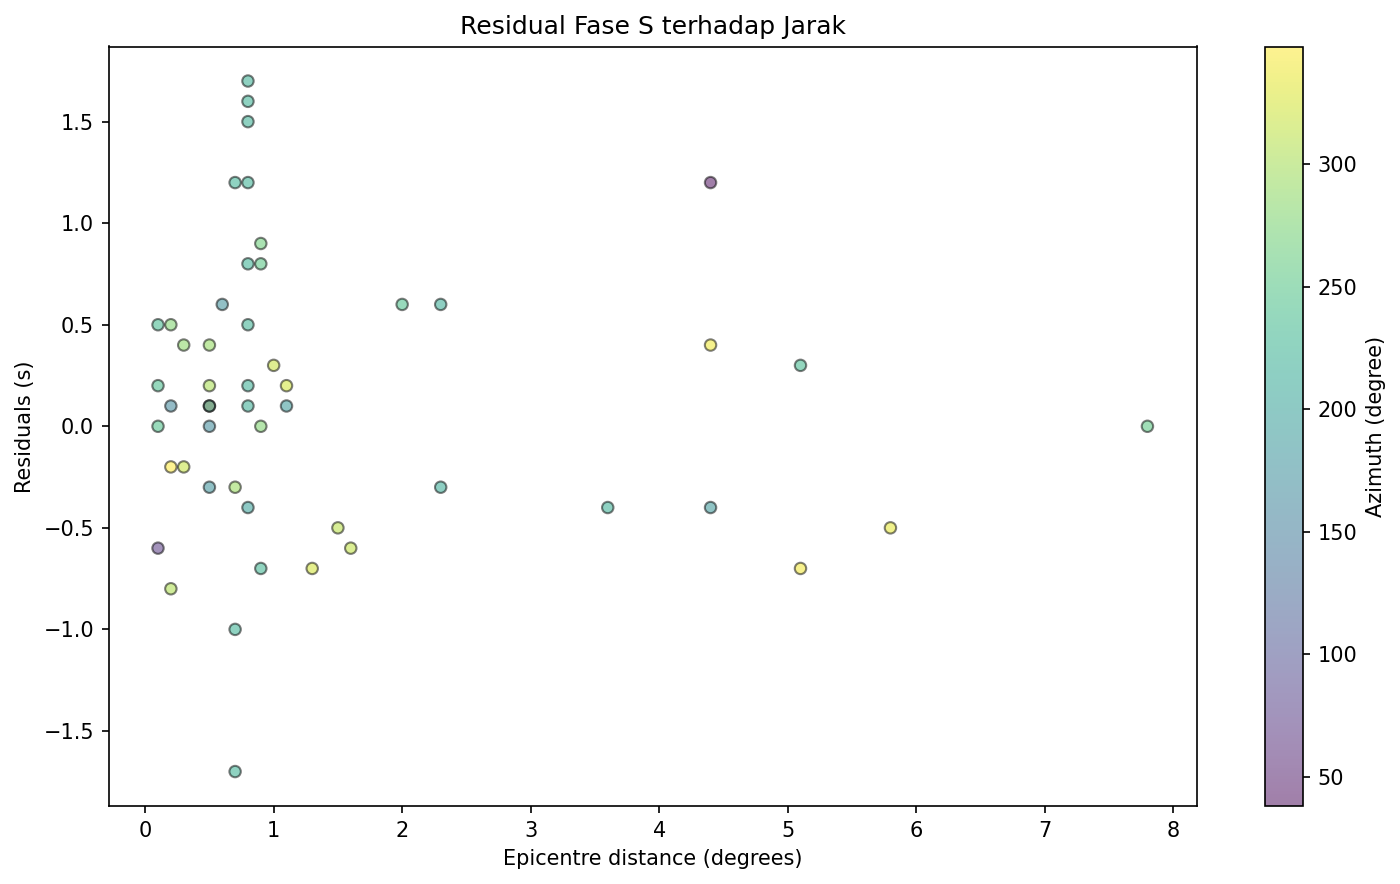 Residual Fase S terhadap Jarak
Residuals (s)
1.5
1.0
0.5
0.0
−0.5
−1.0
−1.5
0 1 2 3 4 5 6 7 8
Epicentre distance (degrees)
300
250
200
150
100
50
Azimuth (degree)